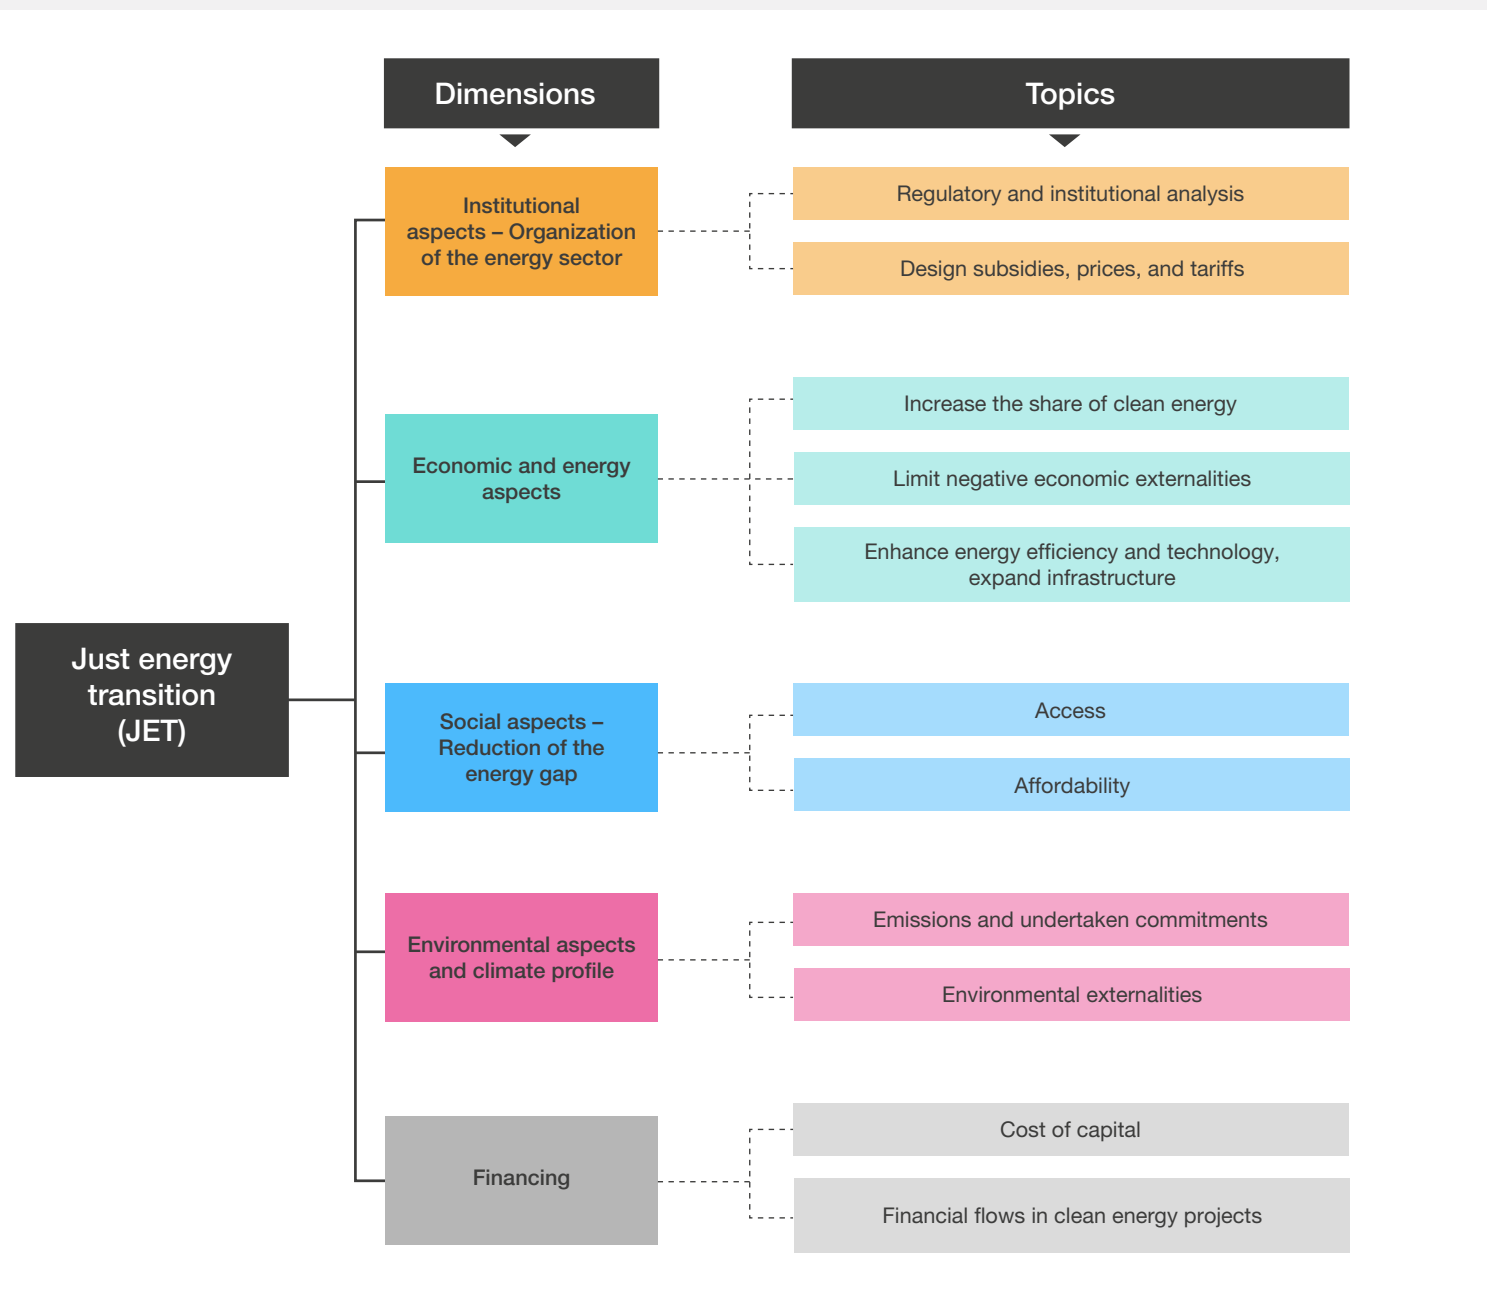 Dimensions
Topics
Just energy
transition
(JET)
Institutional
aspects – Organization
of the energy sector
Regulatory and institutional analysis
Design subsidies, prices, and tariffs
Economic and energy
aspects
Increase the share of clean energy
Limit negative economic externalities
Enhance energy efficiency and technology,
expand infrastructure
Social aspects –
Reduction of the
energy gap
Access
Affordability
Environmental aspects
and climate profile
Emissions and undertaken commitments
Environmental externalities
Financing
Cost of capital
Financial flows in clean energy projects